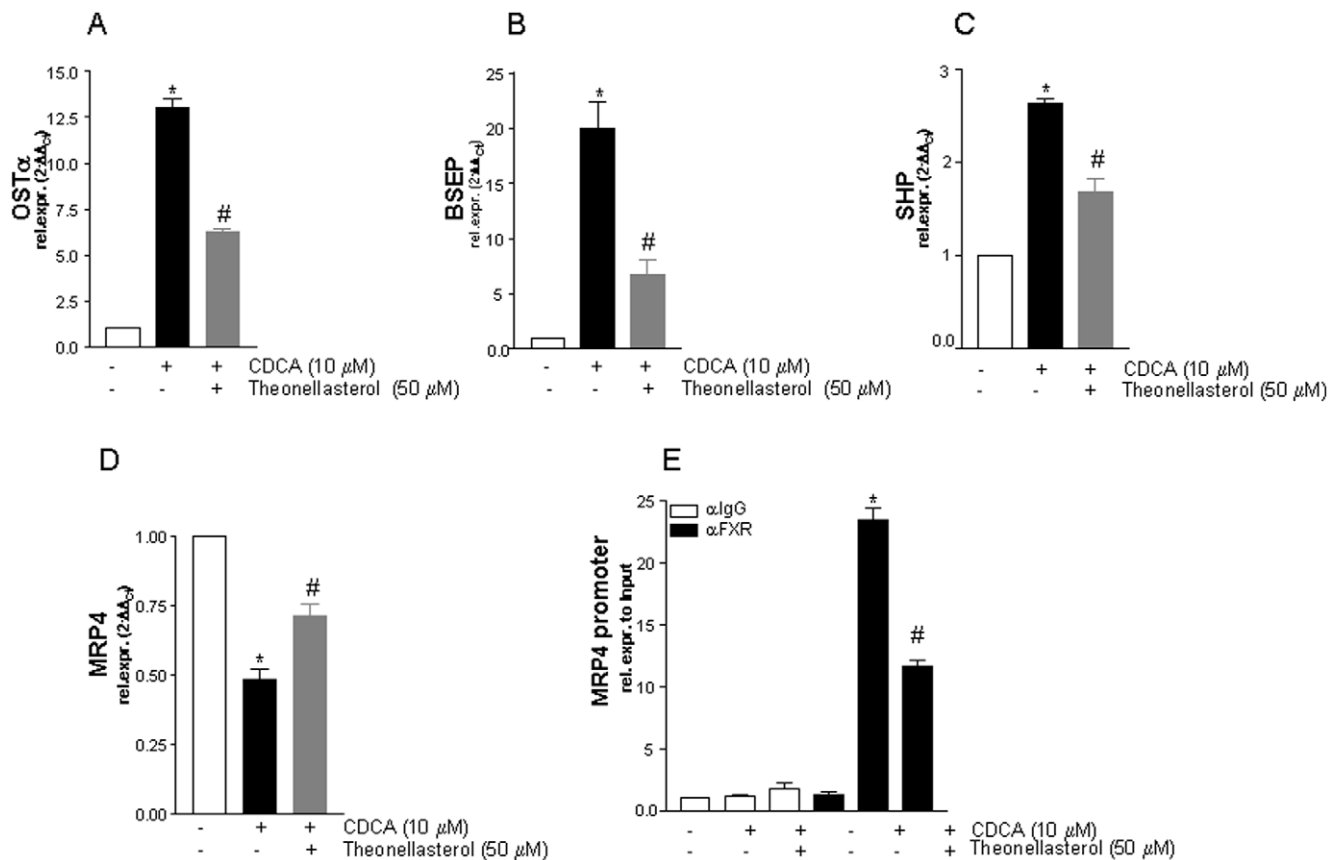 A
OSTα
rel.expr. (2-ΔΔCt)
15.0
12.5
10.0
7.5
5.0
2.5
0.0
*
#
- + + CDCA (10 μM)
- - + Theonellasterol (50 μM)
B
BSEP
rel.expr. (2-ΔΔCt)
25
20
15
10
5
0.0
*
#
- + + CDCA (10 μM)
- - + Theonellasterol (50 μM)
C
SHP
rel.expr. (2-ΔΔCt)
3
2
1
0.0
*
#
- + + CDCA (10 μM)
- - + Theonellasterol (50 μM)
D
MRP4
rel.expr. (2-ΔΔCt)
1.00
0.75
0.50
0.25
0.00
*
#
- + + CDCA (10 μM)
- - + Theonellasterol (50 μM)
E
MRP4 promoter
rel. expr. to Input
αIgG
αFXR
25
20
15
10
5
0.0
*
#
- + + - + + CDCA (10 μM)
- - + - - + Theonellasterol (50 μM)